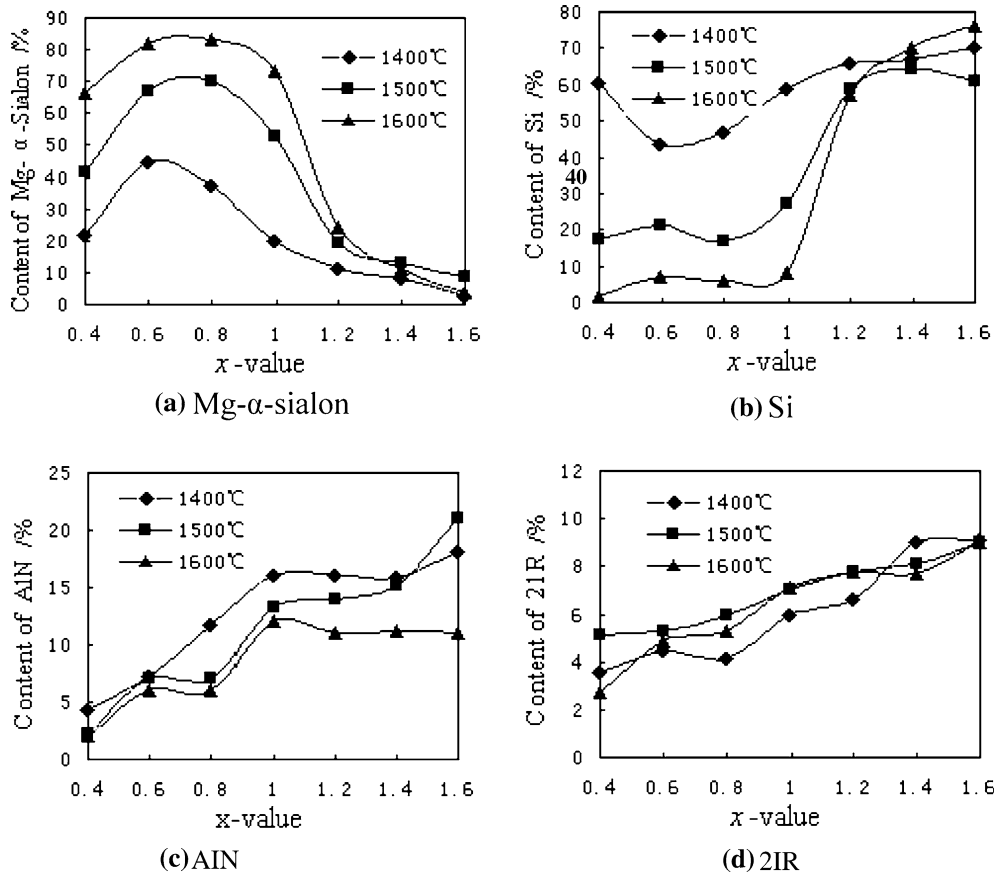 Content of Mg- α -Sialon /%
90
80
70
60
50
40
30
20
10
0
1400℃
1500℃
1600℃
0.4 0.6 0.8 1 1.2 1.4 1.6
x -value
(a) Mg-α-sialon
Content of Si /%
80
70
60
50
40
30
20
10
0
1400℃
1500℃
1600℃
0.4 0.6 0.8 1 1.2 1.4 1.6
x -value
(b) Si
Content of AlN /%
25
20
15
10
5
0
1400℃
1500℃
1600℃
0.4 0.6 0.8 1.0 1.2 1.4 1.6
x-value
(c) AIN
Content of 21R /%
12
10
8
6
4
2
0
1400℃
1500℃
1600℃
0.4 0.6 0.8 1 1.2 1.4 1.6
x -value
(d) 2IR